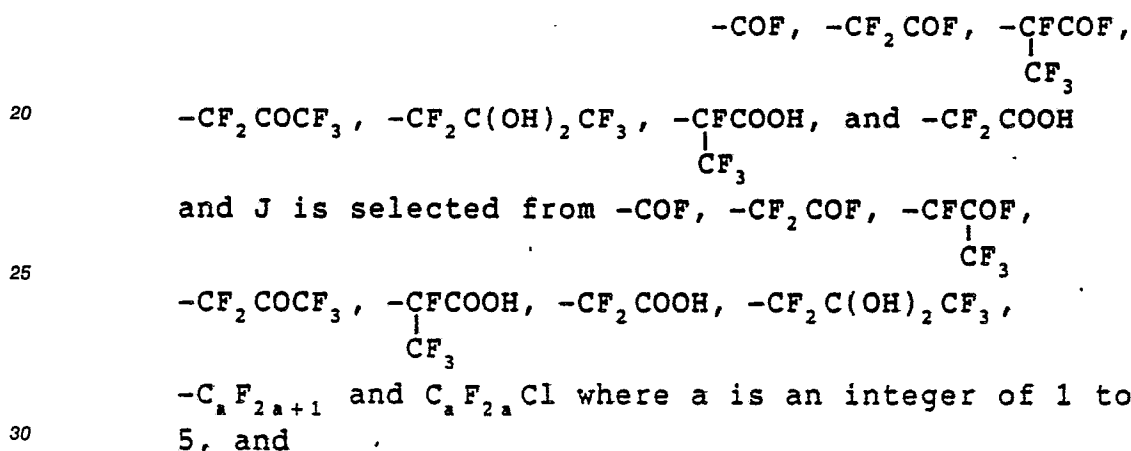 -COF, -CF₂COF, -CFCOF,
CF₃
20 -CF₂COCF₃, -CF₂C(OH)₂CF₃, -CFCOOH, and -CF₂COOH
CF₃
and J is selected from -COF, -CF₂COF, -CFCOF,
CF₃
25
-CF₂COCF₃, -CFCOOH, -CF₂COOH, -CF₂C(OH)₂CF₃,
CF₃
-CₐF₂ₐ₊₁ and CₐF₂ₐCl where a is an integer of 1 to
30 5, and